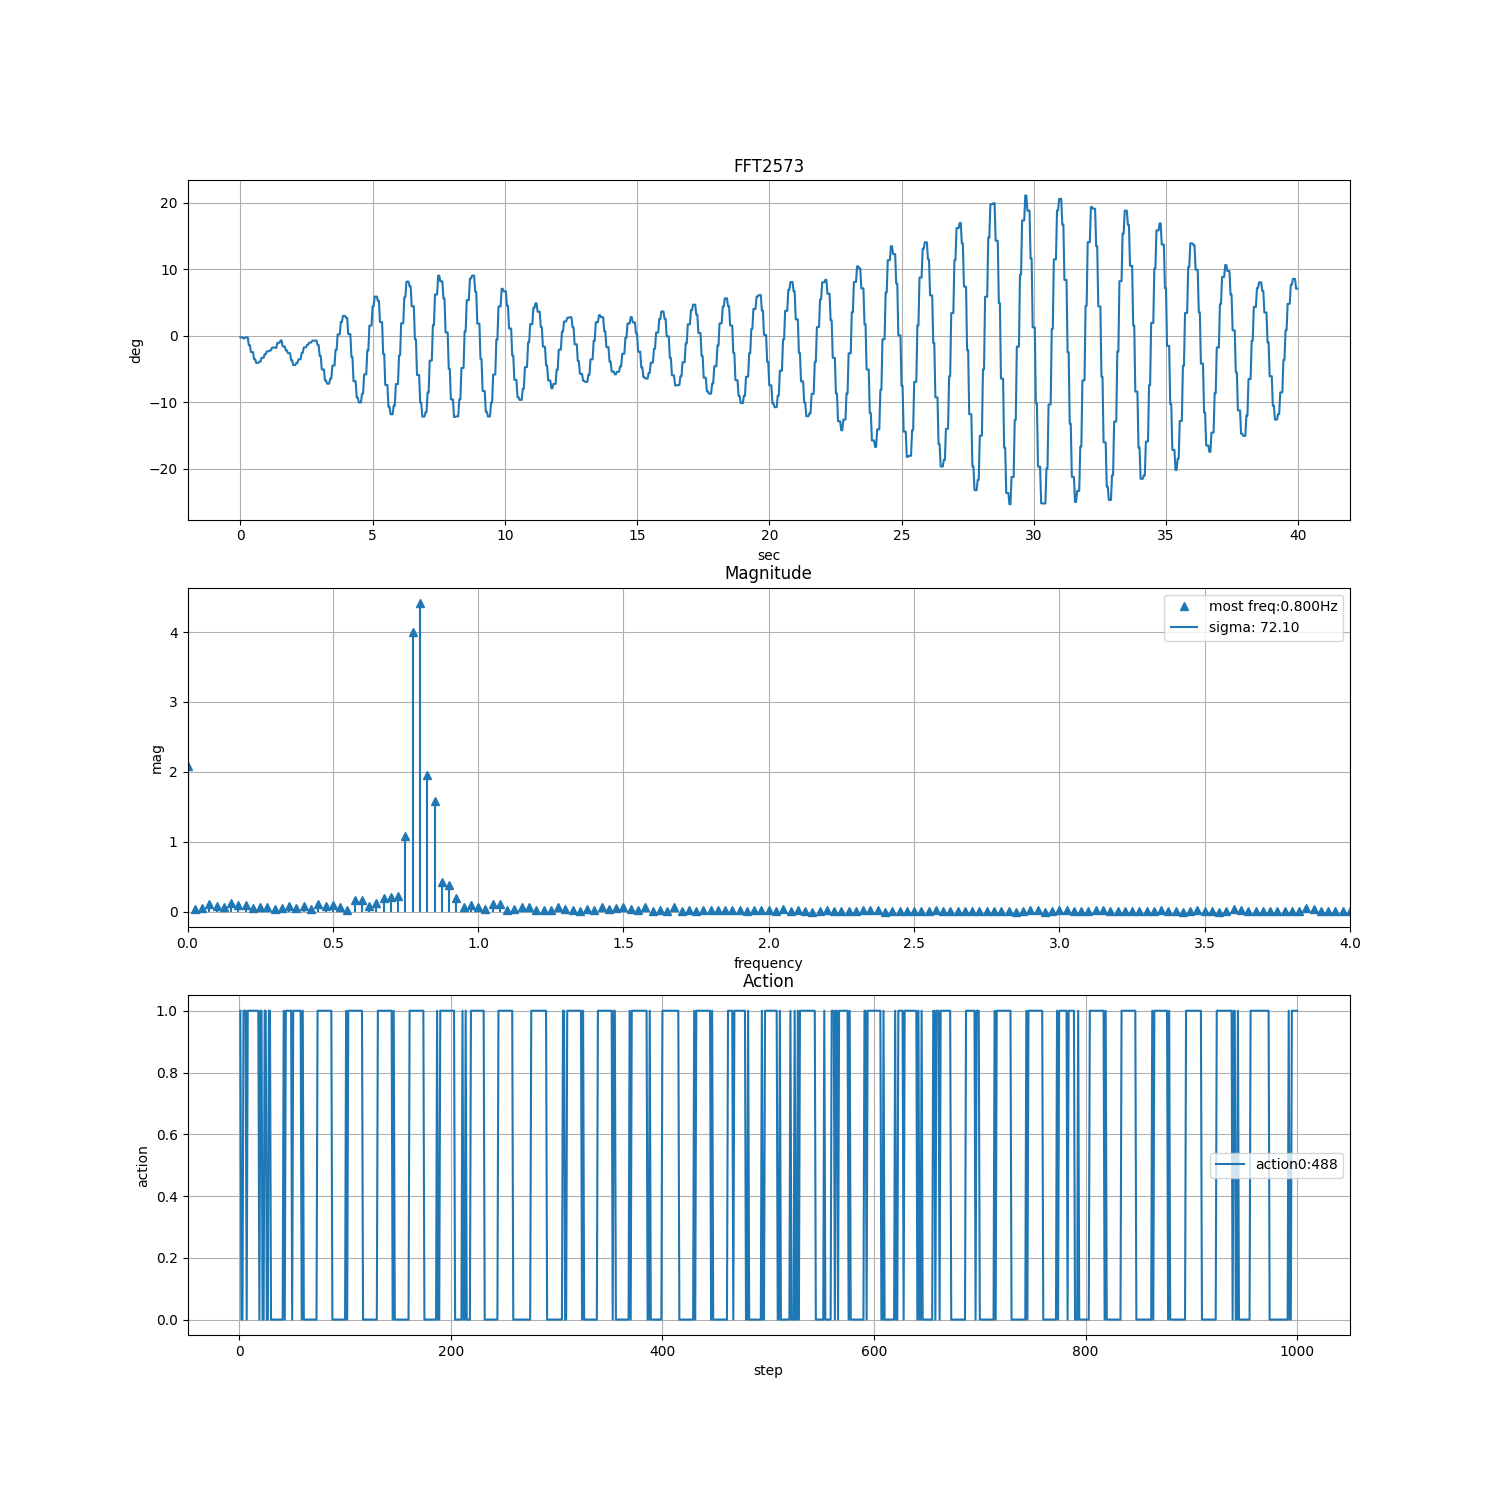 FFT2573
20
10
0
−10
−20
deg
0 5 10 15 20 25 30 35 40
sec
Magnitude
most freq:0.800Hz
sigma: 72.10
4
3
2
1
0
mag
0.0 0.5 1.0 1.5 2.0 2.5 3.0 3.5 4.0
frequency
Action
1.0
0.8
0.6
0.4
0.2
0.0
action
action0:488
0 200 400 600 800 1000
step